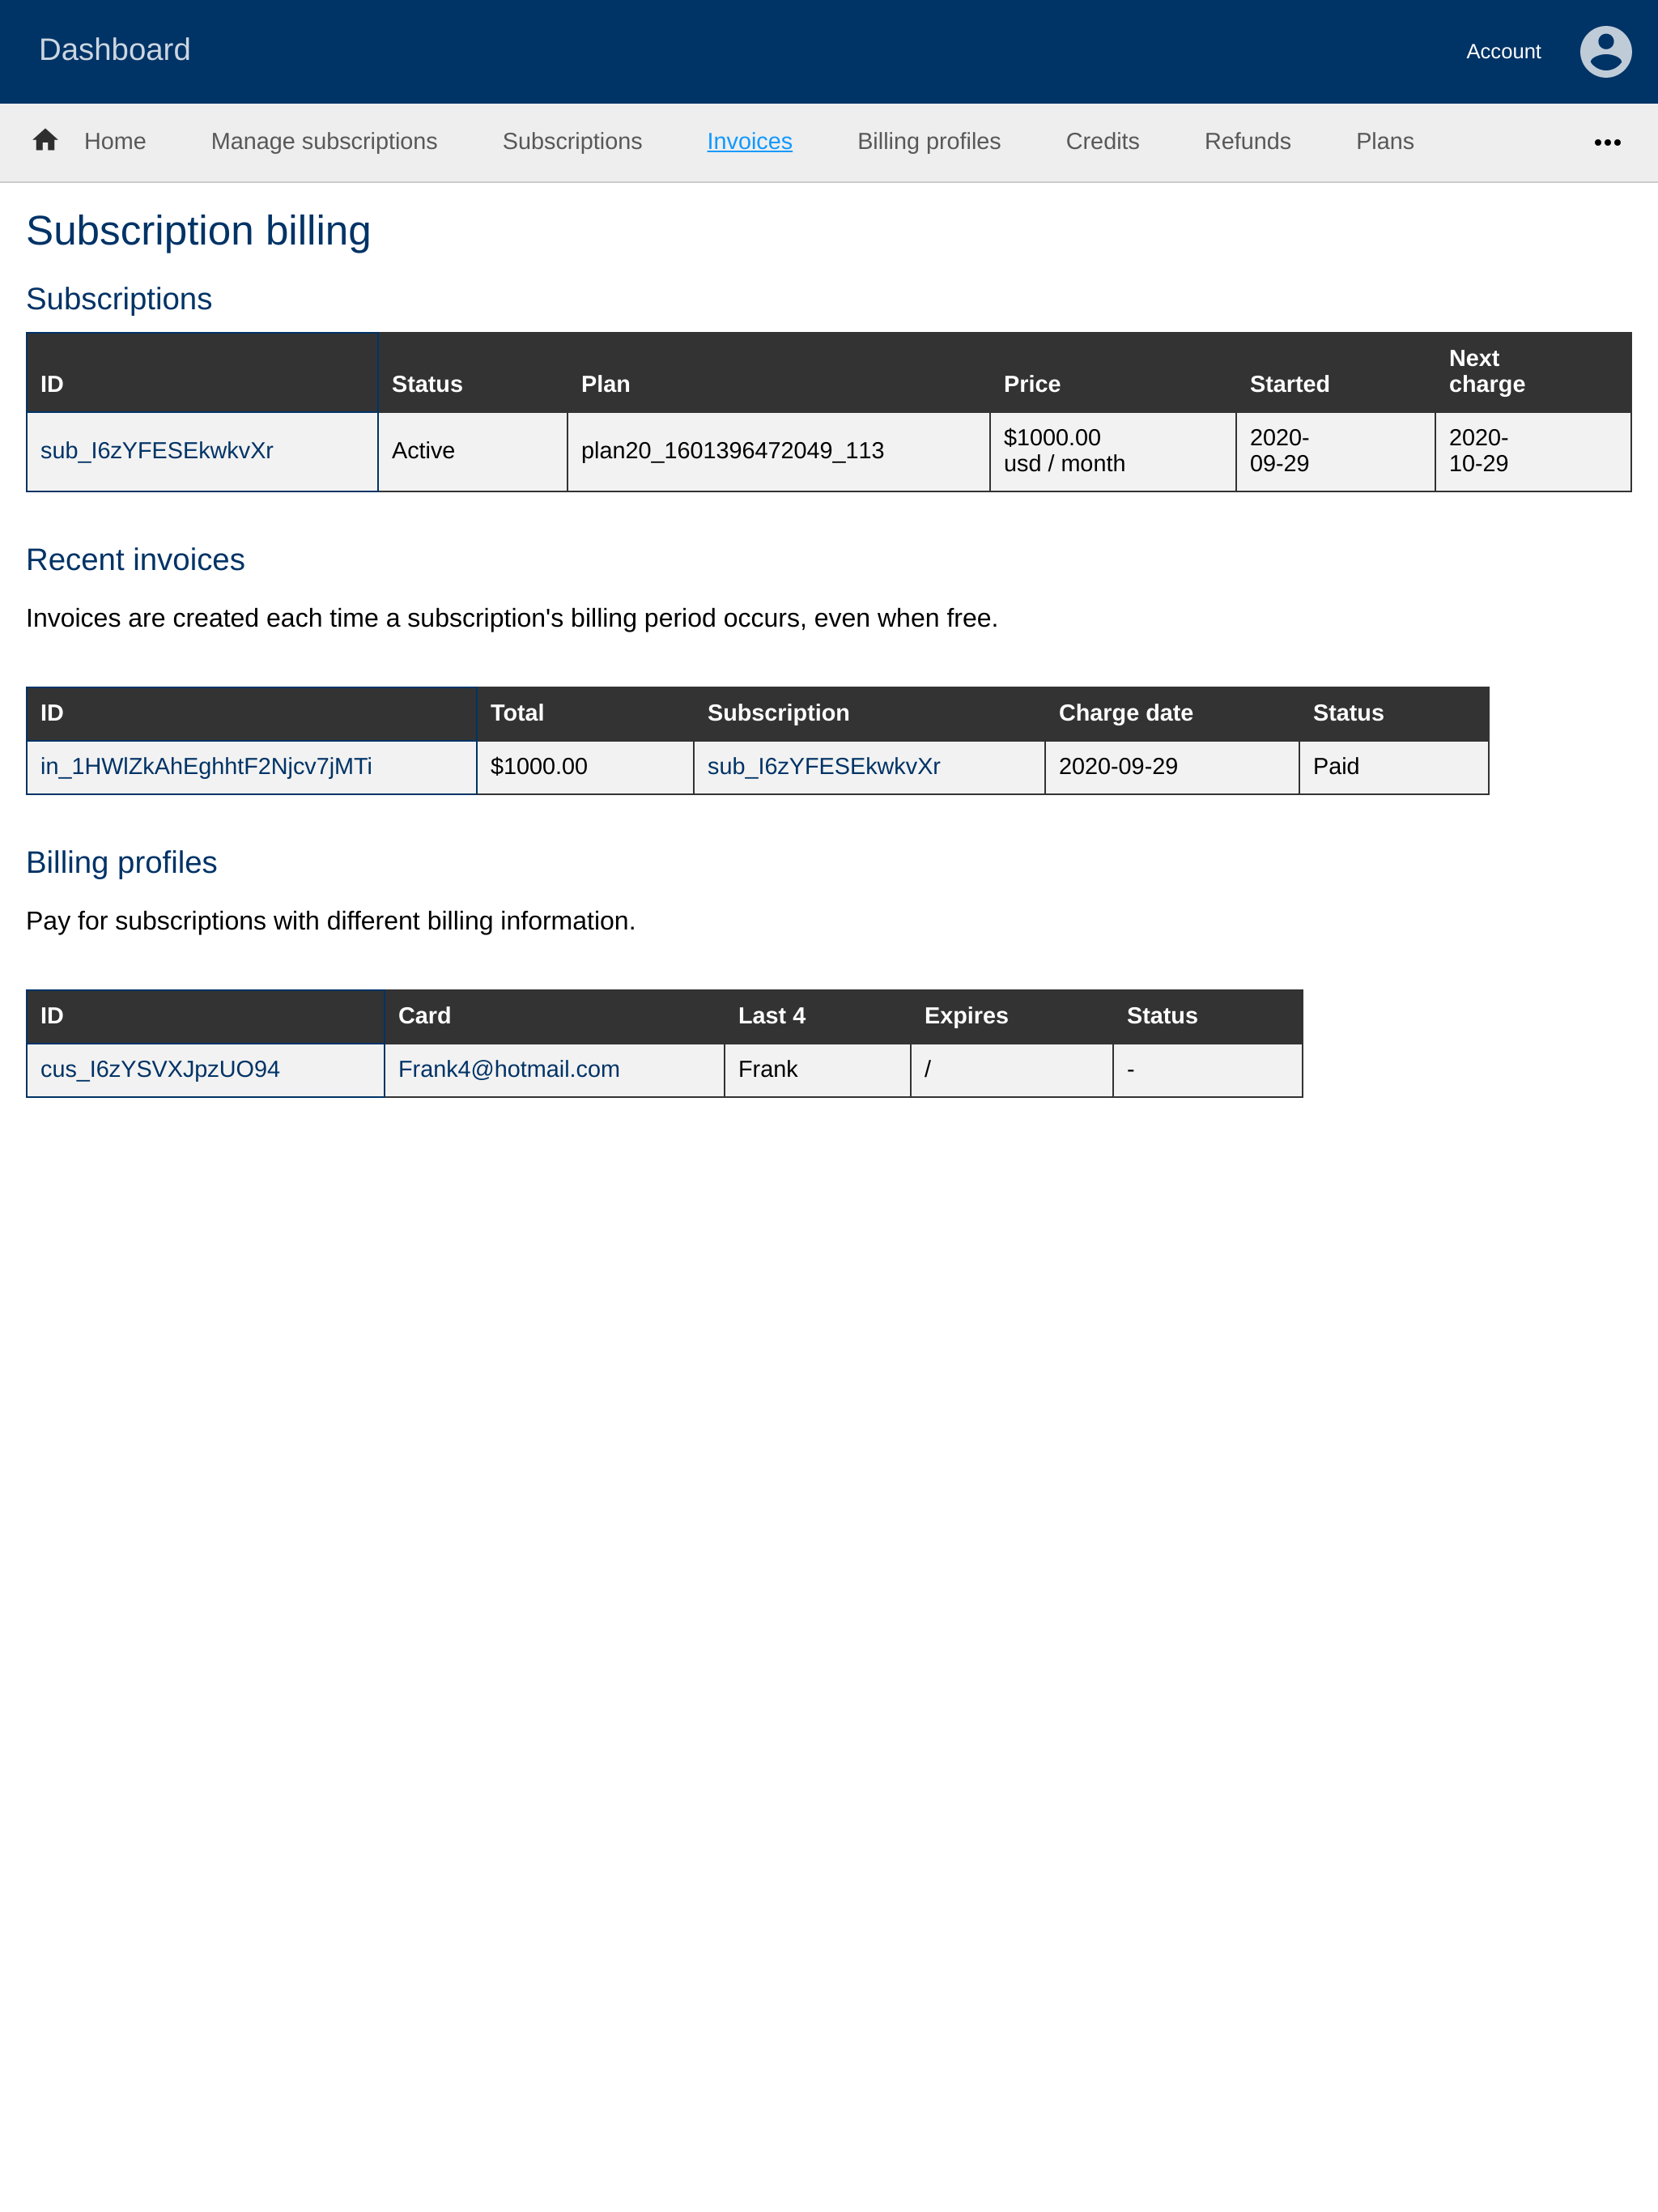 Dashboard
Account
Home Manage subscriptions Subscriptions Invoices Billing profiles Credits Refunds Plans
Subscription billing
Subscriptions
ID Status Plan Price Started Next charge
sub_I6zYFESEkwkvXr Active plan20_1601396472049_113 $1000.00 usd / month 2020-09-29 2020-10-29
Recent invoices
Invoices are created each time a subscription's billing period occurs, even when free.
ID Total Subscription Charge date Status
in_1HWlZkAhEghhtF2Njcv7jMTi $1000.00 sub_I6zYFESEkwkvXr 2020-09-29 Paid
Billing profiles
Pay for subscriptions with different billing information.
ID Card Last 4 Expires Status
cus_I6zYSVXJpzUO94 Frank4@hotmail.com Frank / -